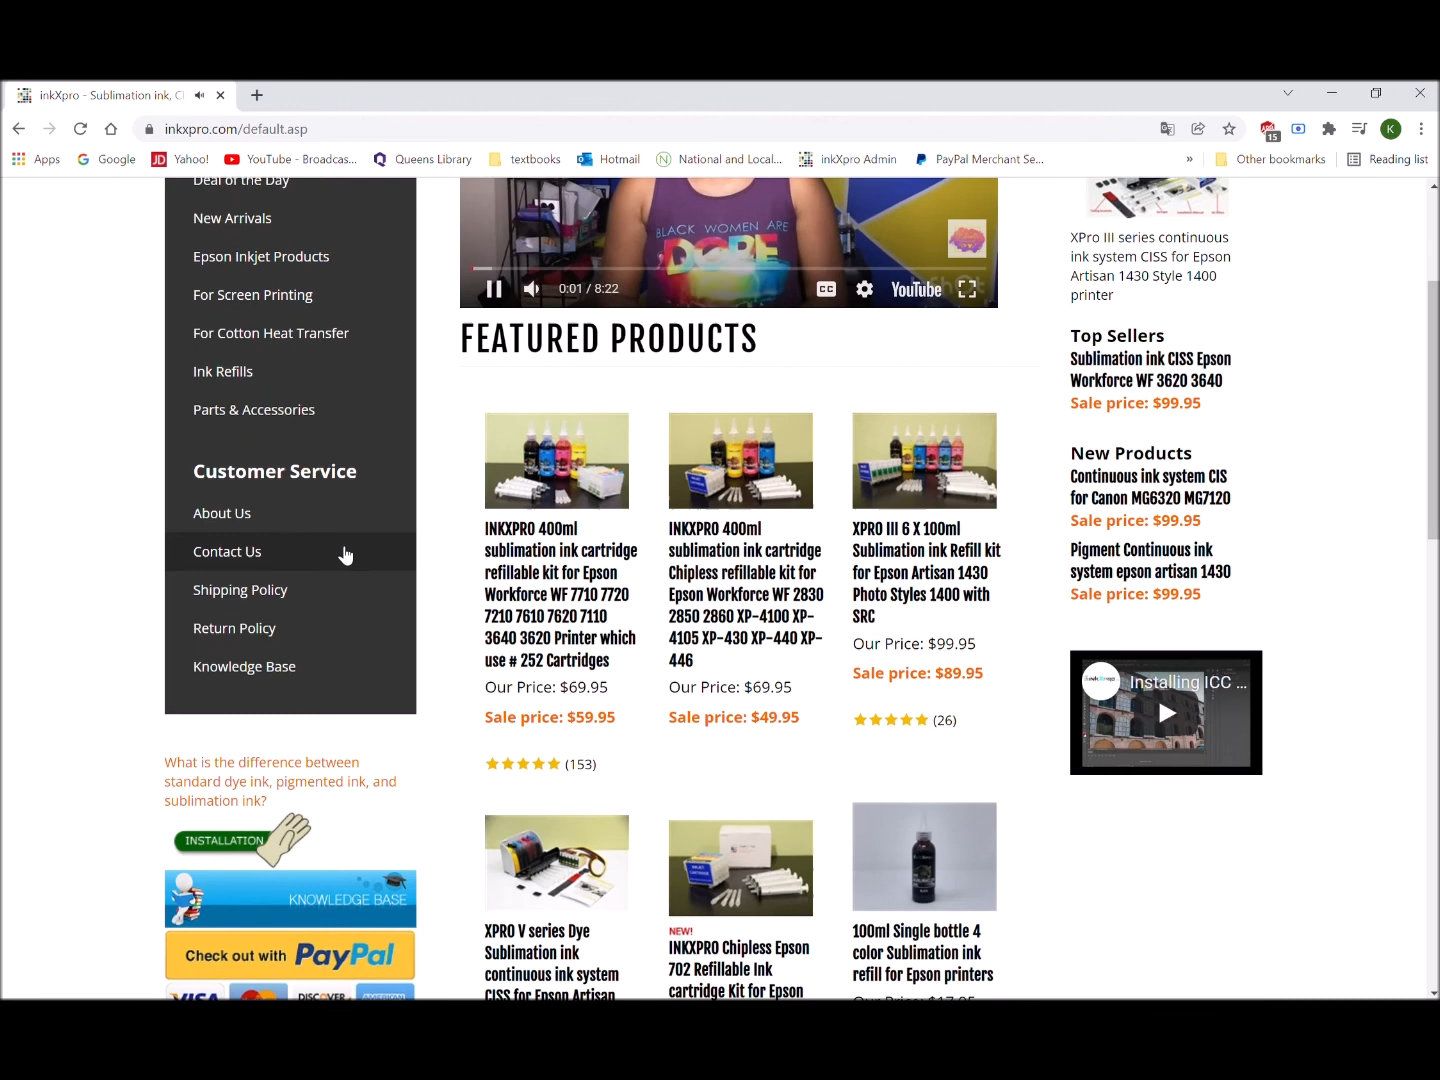 inkXpro - Sublimation ink, CI
inkxpro.com/default.asp
15
K
Apps
Google
JD
Yahoo!
YouTube - Broadcas...
Queens Library
textbooks
Hotmail
National and Local...
inkXpro Admin
PayPal Merchant Se...
»
Other bookmarks
Reading list
Deal of the Day
New Arrivals
Epson Inkjet Products
For Screen Printing
For Cotton Heat Transfer
Ink Refills
Parts & Accessories
Customer Service
About Us
Contact Us
Shipping Policy
Return Policy
Knowledge Base
What is the difference between
standard dye ink, pigmented ink, and
sublimation ink?
INSTALLATION
KNOWLEDGE BASE
Check out with PayPal
VISA
DISCOVER
AMERICAN
BLACK WOMEN ARE
DOPE
0:01 / 8:22
CC
YouTube
FEATURED PRODUCTS
INKXPRO 400ml
sublimation ink cartridge
refillable kit for Epson
Workforce WF 7710 7720
7210 7610 7620 7110
3640 3620 Printer which
use # 252 Cartridges
Our Price: $69.95
Sale price: $59.95
(153)
INKXPRO 400ml
sublimation ink cartridge
Chipless refillable kit for
Epson Workforce WF 2830
2850 2860 XP-4100 XP-
4105 XP-430 XP-440 XP-
446
Our Price: $69.95
Sale price: $49.95
XPRO III 6 X 100ml
Sublimation ink Refill kit
for Epson Artisan 1430
Photo Styles 1400 with
SRC
Our Price: $99.95
Sale price: $89.95
(26)
XPRO V series Dye
Sublimation ink
continuous ink system
CISS for Epson Artisan
NEW!
INKXPRO Chipless Epson
702 Refillable Ink
cartridge Kit for Epson
100ml Single bottle 4
color Sublimation ink
refill for Epson printers
Our Price: $17.95
XPro III series continuous
ink system CISS for Epson
Artisan 1430 Style 1400
printer
Top Sellers
Sublimation ink CISS Epson
Workforce WF 3620 3640
Sale price: $99.95
New Products
Continuous ink system CIS
for Canon MG6320 MG7120
Sale price: $99.95
Pigment Continuous ink
system epson artisan 1430
Sale price: $99.95
Installing ICC ...